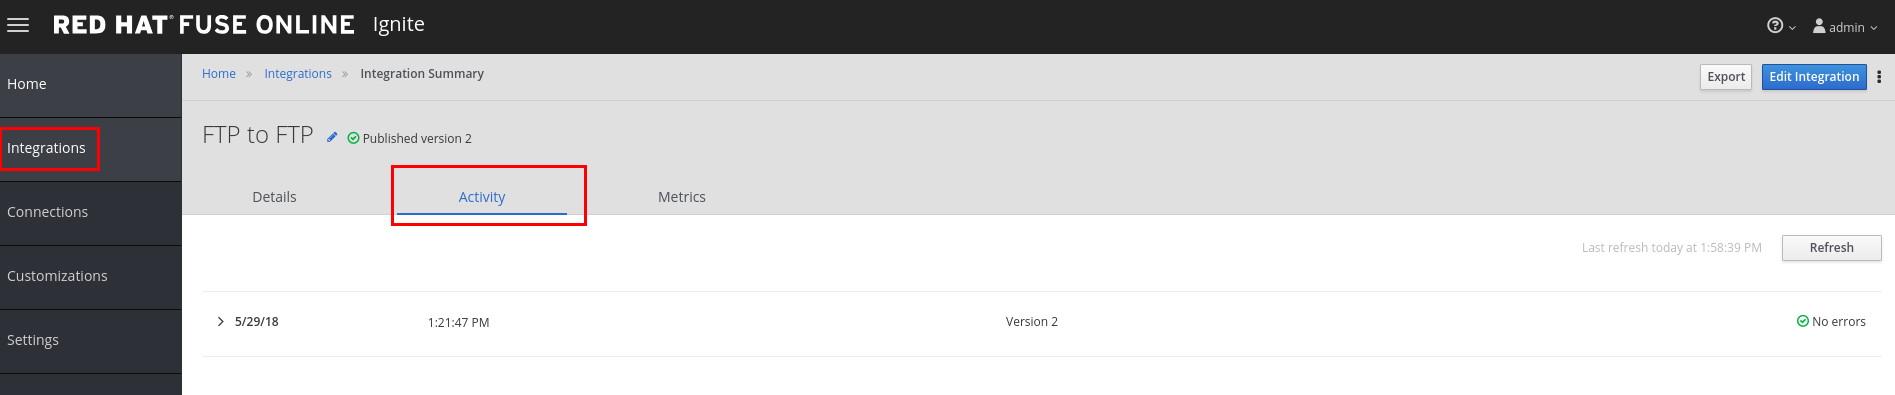 RED HAT® FUSE ONLINE Ignite
admin
Home
Integrations
Connections
Customizations
Settings
Home » Integrations » Integration Summary
Export
Edit Integration
FTP to FTP
Published version 2
Details
Activity
Metrics
Last refresh today at 1:58:39 PM
Refresh
5/29/18 1:21:47 PM Version 2 No errors